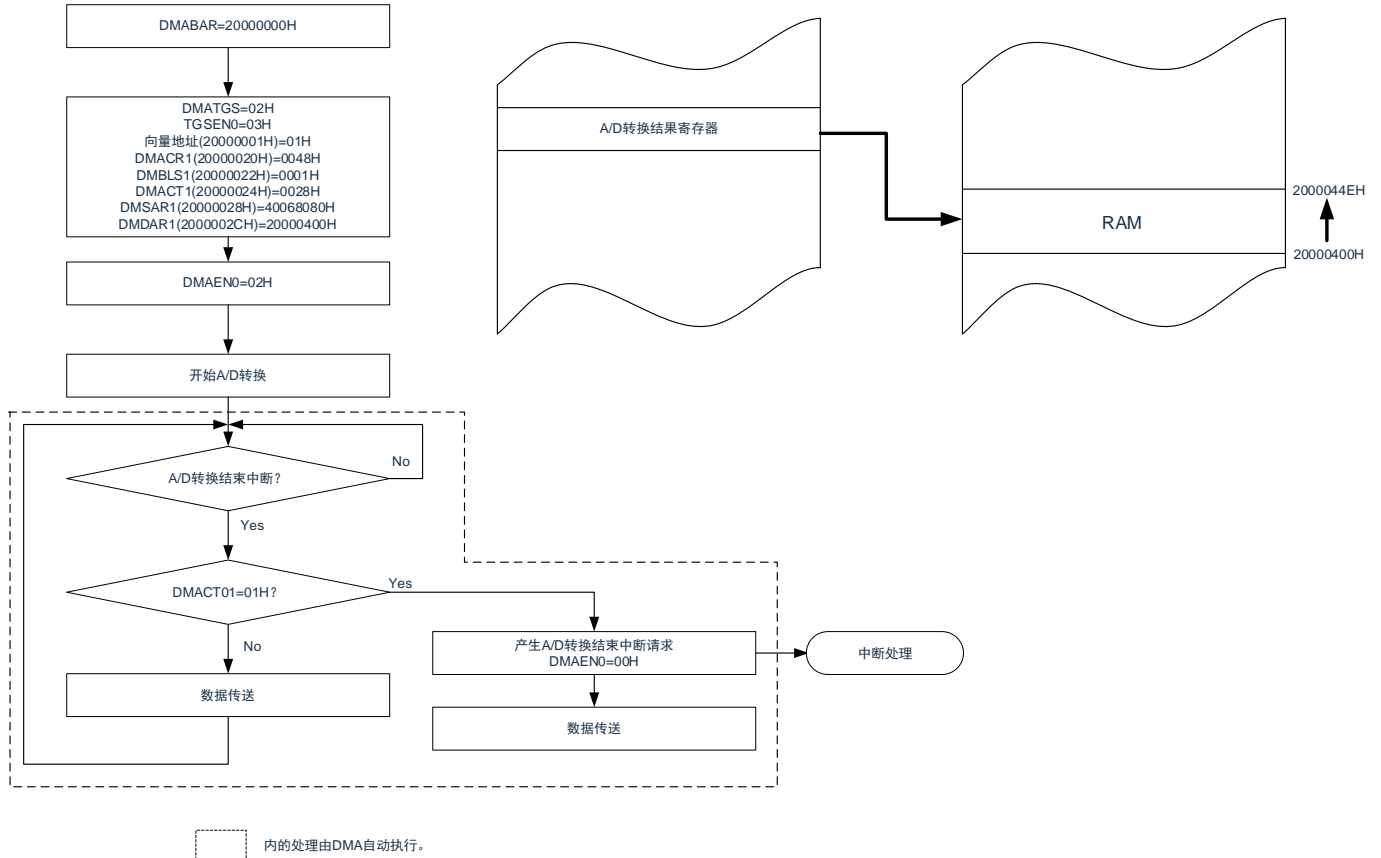 DMABAR=20000000H
DMATGS=02H
TGSEN0=03H
向量地址(20000001H)=01H
DMACR1(20000020H)=0048H
DMBLS1(20000022H)=0001H
DMACT1(20000024H)=0028H
DMSAR1(20000028H)=40068080H
DMDAR1(2000002CH)=20000400H
DMAEN0=02H
开始A/D转换
A/D转换结束中断?
No
Yes
DMACT01=01H?
Yes
No
数据传送
产生A/D转换结束中断请求
DMAEN0=00H
数据传送
中断处理
A/D转换结果寄存器
RAM
2000044EH
20000400H
内的处理由DMA自动执行。